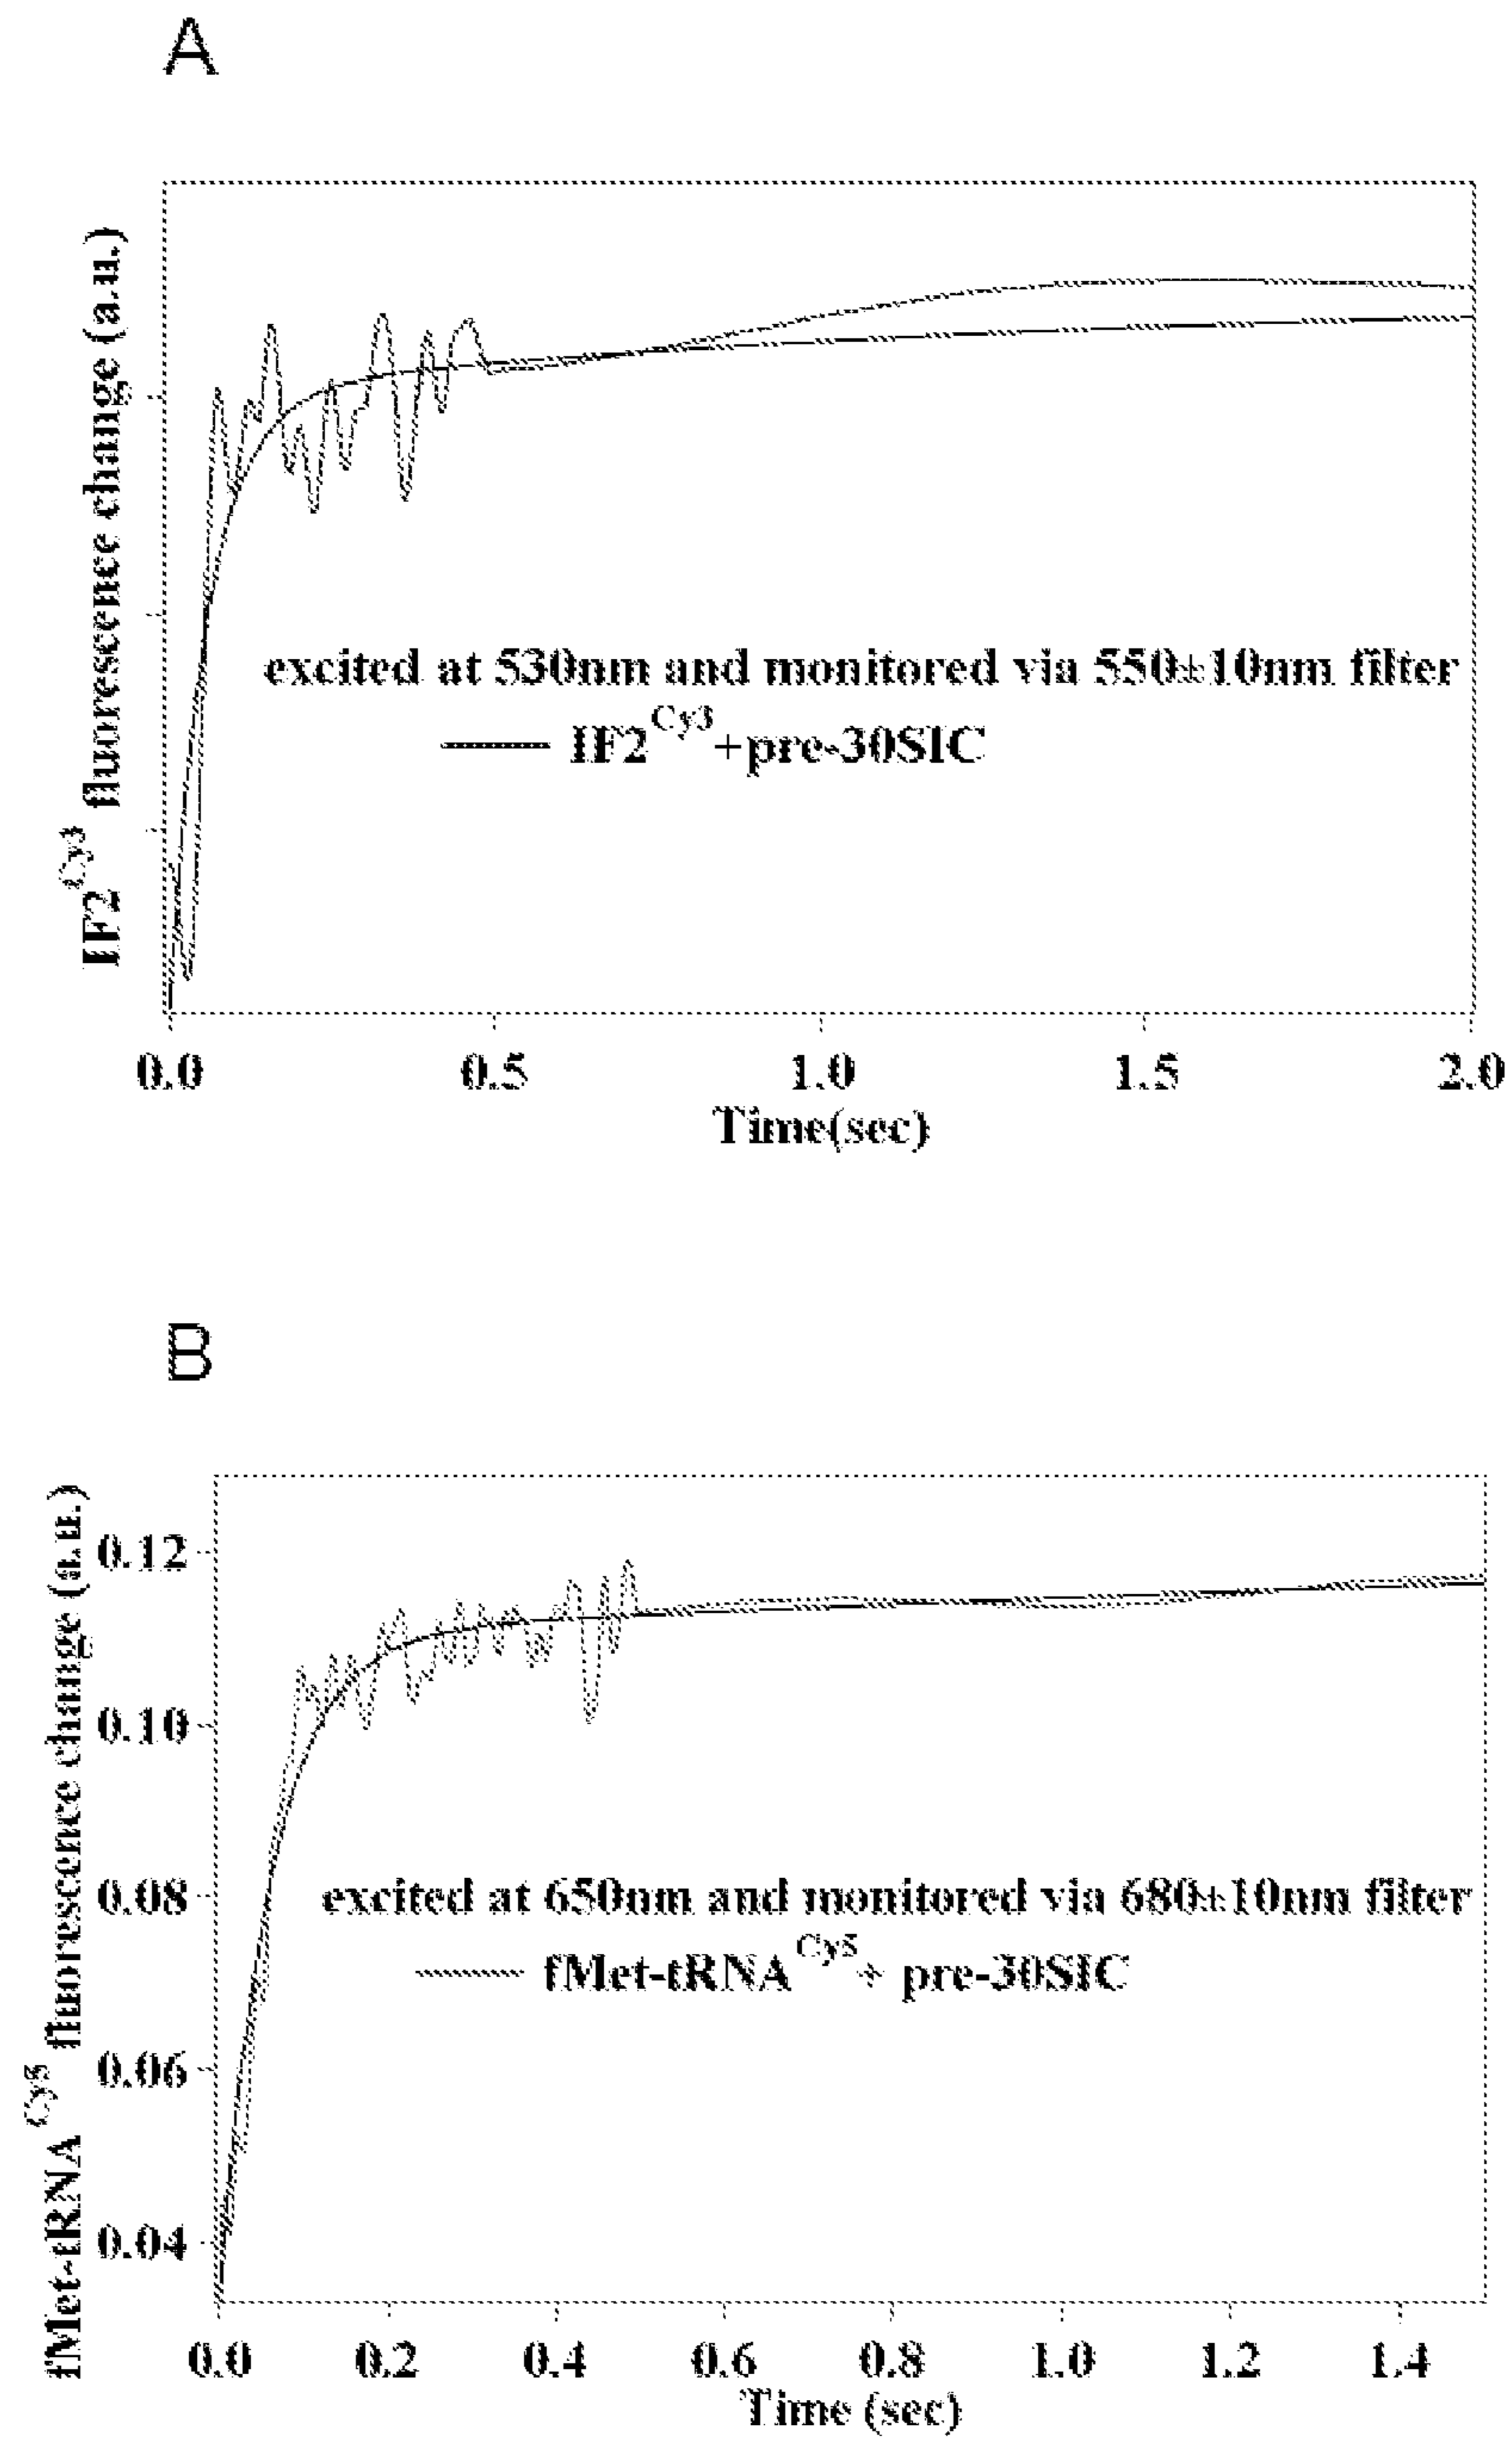 A
IF2^Cy3 fluorescence change (a.u.)
excited at 530nm and monitored via 550±10nm filter
IF2^Cy3+pre-30SIC
0.0 0.5 1.0 1.5 2.0
Time(sec)
B
fMet-tRNA^Cy5 fluorescence change (a.u.)
0.12
0.10
0.08
0.06
0.04
excited at 650nm and monitored via 680±10nm filter
fMet-tRNA^Cy5+ pre-30SIC
0.0 0.2 0.4 0.6 0.8 1.0 1.2 1.4
Time (sec)